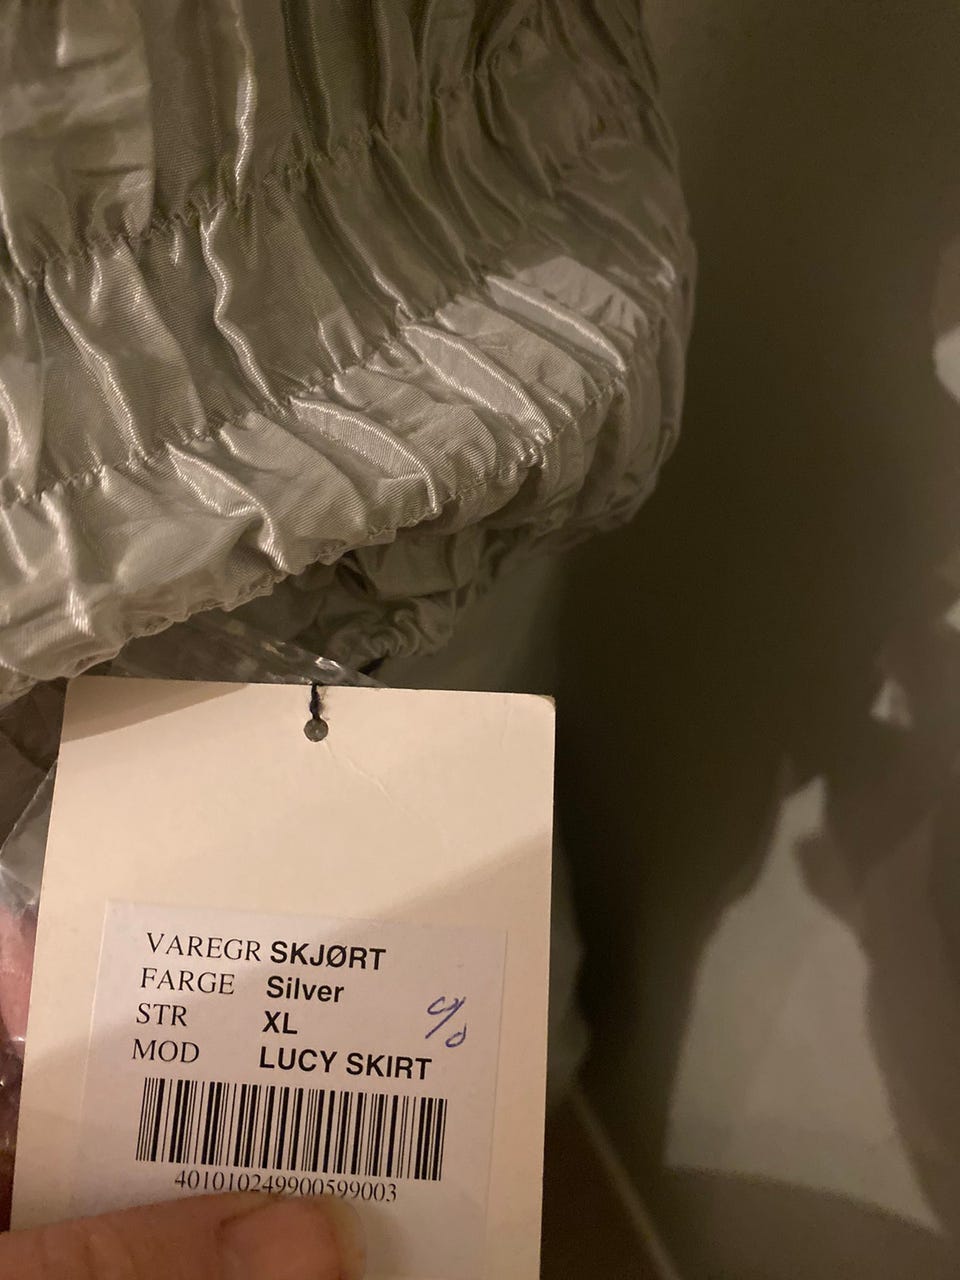 VAREGR SKJØRT
FARGE Silver
STR XL
MOD LUCY SKIRT
401010249900599003